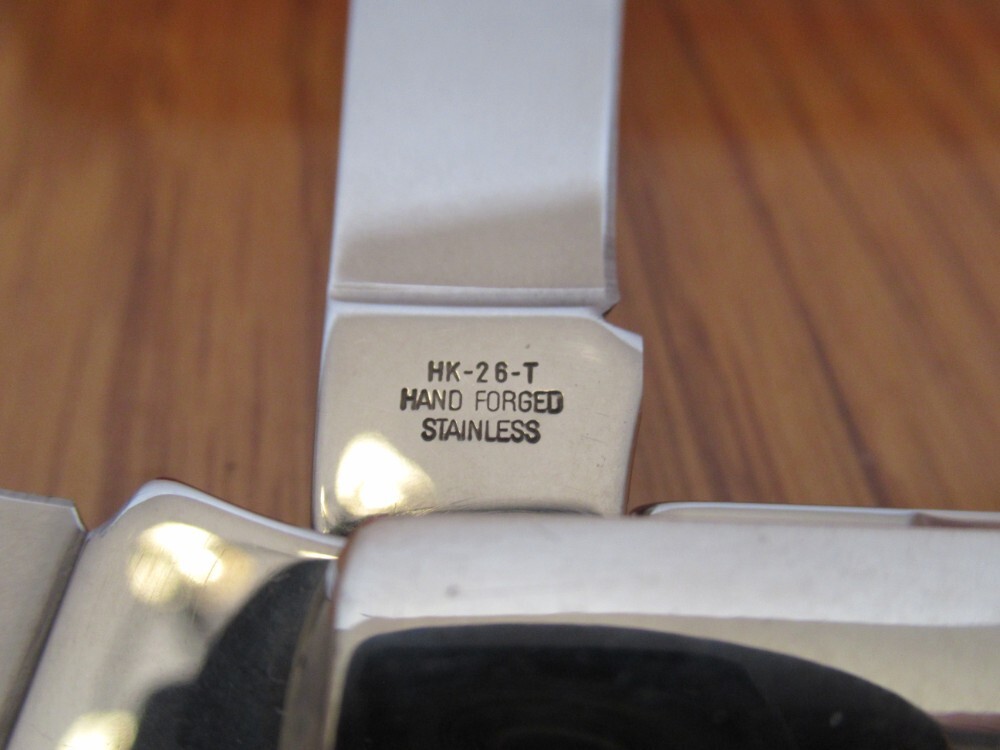 HK-26-T
HAND FORGED
STAINLESS